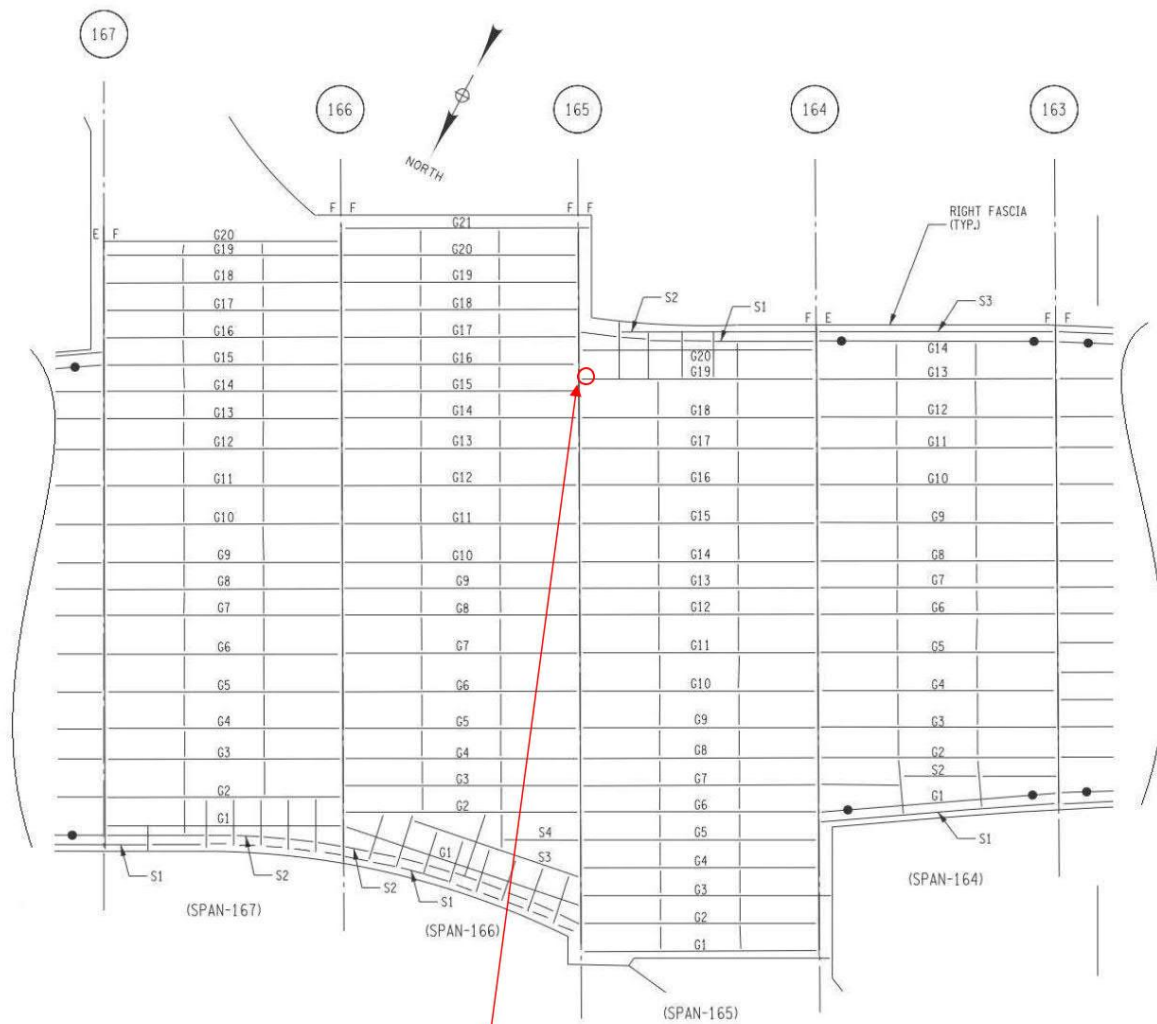 167
166
165
164
163
NORTH
RIGHT FASCIA
(TYP.)
E F
F F
F F
F E
F F
G20
G19
G18
G17
G16
G15
G14
G13
G12
G11
G10
G9
G8
G7
G6
G5
G4
G3
G2
G1
S1
S2
(SPAN-167)
G21
G20
G19
G18
G17
G16
G15
G14
G13
G12
G11
G10
G9
G8
G7
G6
G5
G4
G3
G2
G1
S4
S3
S2
S1
(SPAN-166)
S2
S1
G20
G19
G18
G17
G16
G15
G14
G13
G12
G11
G10
G9
G8
G7
G6
G5
G4
G3
G2
G1
(SPAN-165)
S3
G14
G13
G12
G11
G10
G9
G8
G7
G6
G5
G4
G3
G2
S2
G1
S1
(SPAN-164)